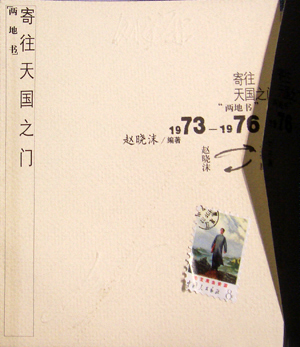 寄往天国之门
「两地书」
寄往
天国之门
"两地书"
1973—1976
赵晓沫/编著
赵晓沫
8